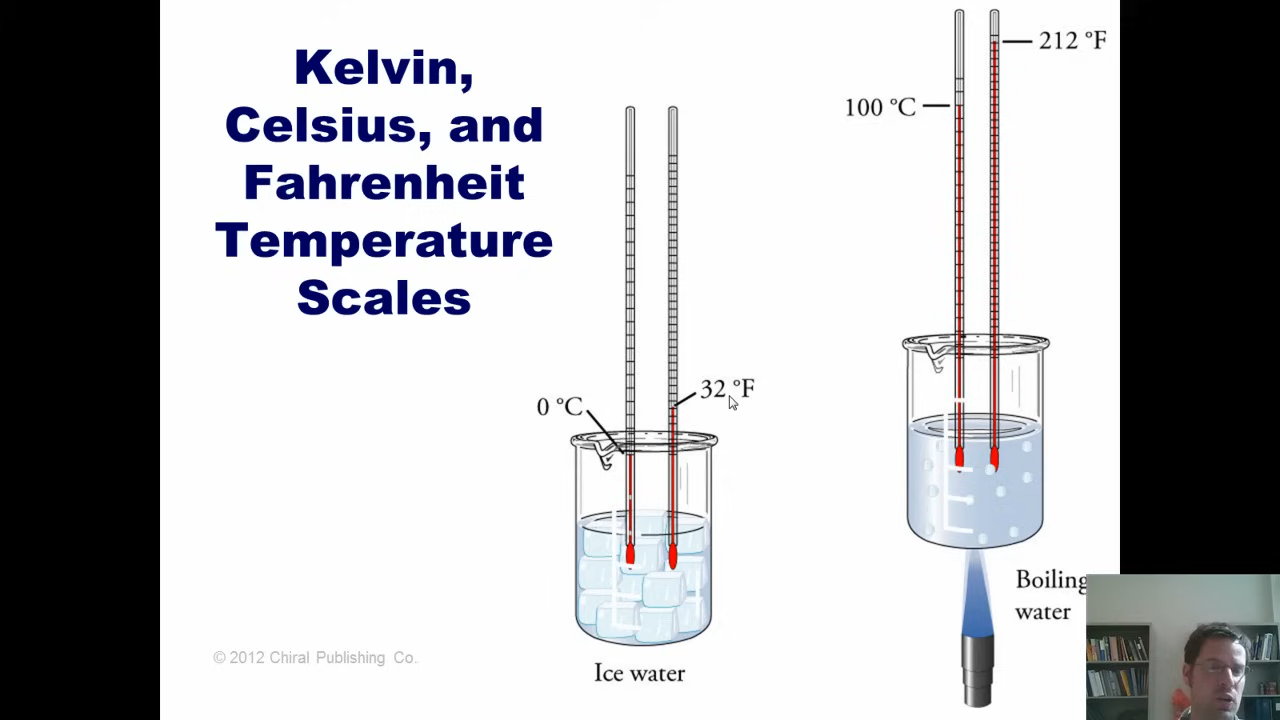 Kelvin,
Celsius, and
Fahrenheit
Temperature
Scales
212 °F
100 °C
32 °F
0 °C
Boiling
water
© 2012 Chiral Publishing Co.
Ice water